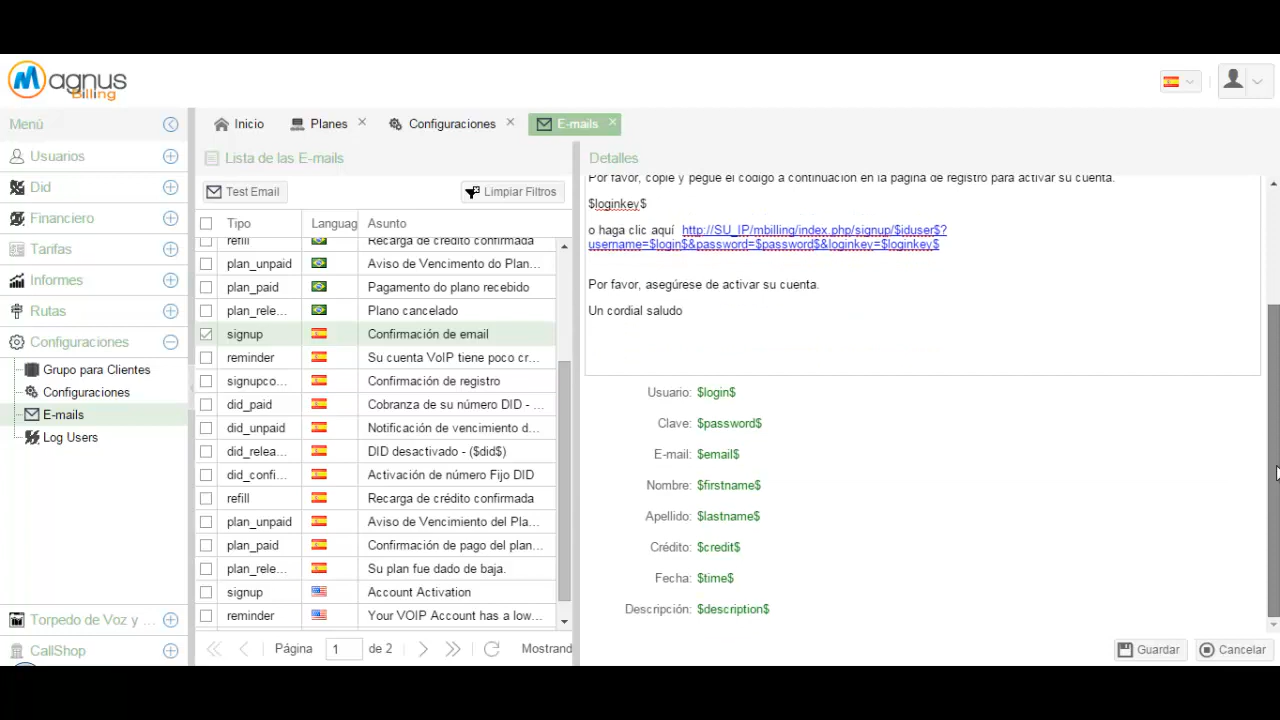 Magnus
Billing
Menú
Usuarios
Did
Financiero
Tarifas
Informes
Rutas
Configuraciones
Grupo para Clientes
Configuraciones
E-mails
Log Users
Torpedo de Voz y ...
CallShop
Inicio
Planes
Configuraciones
E-mails
Lista de las E-mails
Test Email
Limpiar Filtros
Tipo Languag Asunto
refill Recarga de crédito confirmada
plan_unpaid Aviso de Vencimento do Plan...
plan_paid Pagamento do plano recebido
plan_rele... Plano cancelado
signup Confirmación de email
reminder Su cuenta VoIP tiene poco cr...
signupco... Confirmación de registro
did_paid Cobranza de su número DID - ...
did_unpaid Notificación de vencimiento d...
did_relea... DID desactivado - ($did$)
did_confi... Activación de número Fijo DID
refill Recarga de crédito confirmada
plan_unpaid Aviso de Vencimiento del Pla...
plan_paid Confirmación de pago del plan...
plan_rele... Su plan fue dado de baja.
signup Account Activation
reminder Your VOIP Account has a low...
Página 1 de 2 Mostrand
Detalles
Por favor, copie y pegue el código a continuación en la página de registro para activar su cuenta.
$loginkey$
o haga clic aquí http://SU_IP/mbilling/index.php/signup/$iduser$?
username=$login$&password=$password$&loginkey=$loginkey$
Por favor, asegúrese de activar su cuenta.
Un cordial saludo
Usuario: $login$
Clave: $password$
E-mail: $email$
Nombre: $firstname$
Apellido: $lastname$
Crédito: $credit$
Fecha: $time$
Descripción: $description$
Guardar Cancelar